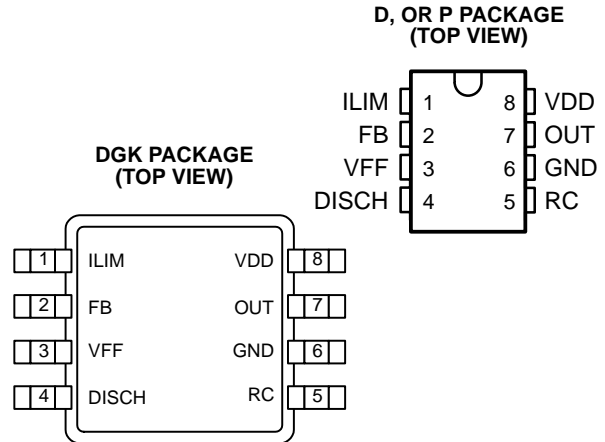 D, OR P PACKAGE
(TOP VIEW)
ILIM 1 8 VDD
FB 2 7 OUT
VFF 3 6 GND
DISCH 4 5 RC
DGK PACKAGE
(TOP VIEW)
1 ILIM VDD 8
2 FB OUT 7
3 VFF GND 6
4 DISCH RC 5